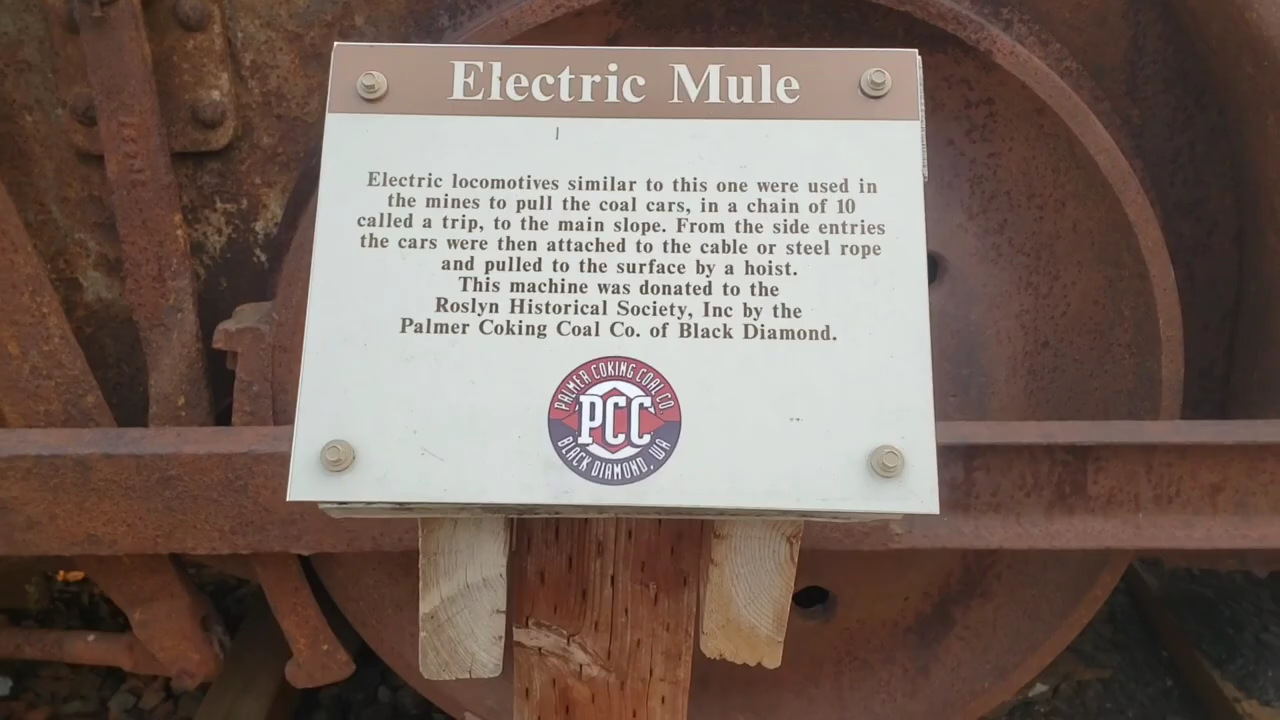 Electric Mule
Electric locomotives similar to this one were used in
the mines to pull the coal cars, in a chain of 10
called a trip, to the main slope. From the side entries
the cars were then attached to the cable or steel rope
and pulled to the surface by a hoist.
This machine was donated to the
Roslyn Historical Society, Inc by the
Palmer Coking Coal Co. of Black Diamond.
PALMER COKING COAL CO.
PCC
BLACK DIAMOND, WA